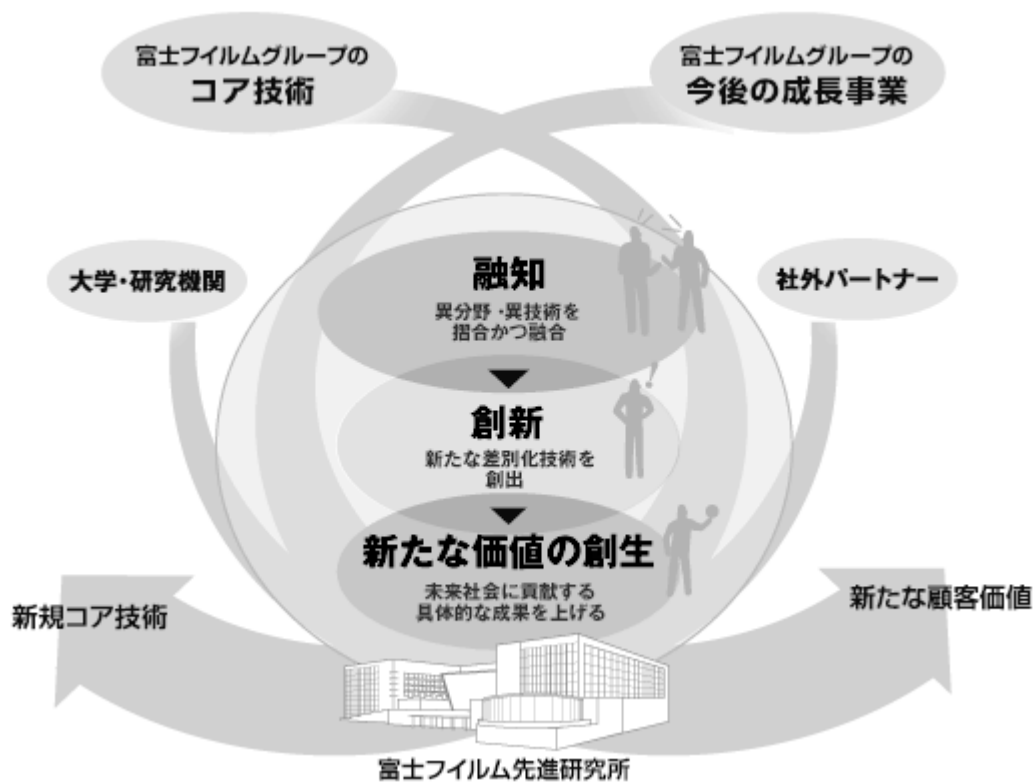 富士フイルムグループの
コア技術
富士フイルムグループの
今後の成長事業
大学・研究機関
社外パートナー
融知
異分野・異技術を
摺合かつ融合
創新
新たな差別化技術を
創出
新たな価値の創生
未来社会に貢献する
具体的な成果を上げる
新規コア技術
新たな顧客価値
富士フイルム先進研究所